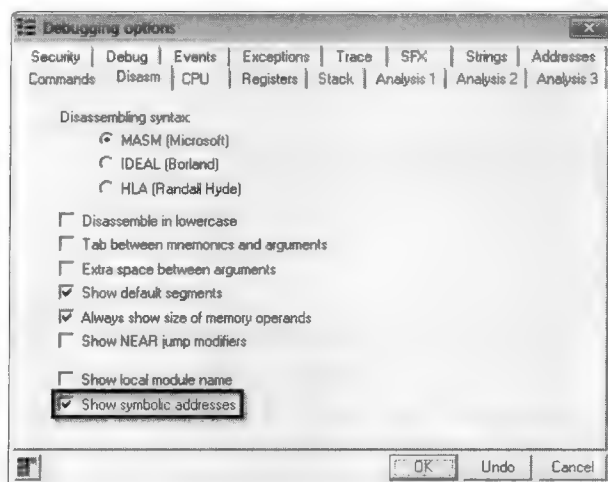 Debugging options
Security Debug Events Exceptions Trace SFX Strings Addresses
Commands Disasm CPU Registers Stack Analysis 1 Analysis 2 Analysis 3
Disassembling syntax:
MASM (Microsoft)
IDEAL (Borland)
HLA (Randall Hyde)
Disassemble in lowercase
Tab between mnemonics and arguments
Extra space between arguments
Show default segments
Always show size of memory operands
Show NEAR jump modifiers
Show local module name
Show symbolic addresses
OK Undo Cancel